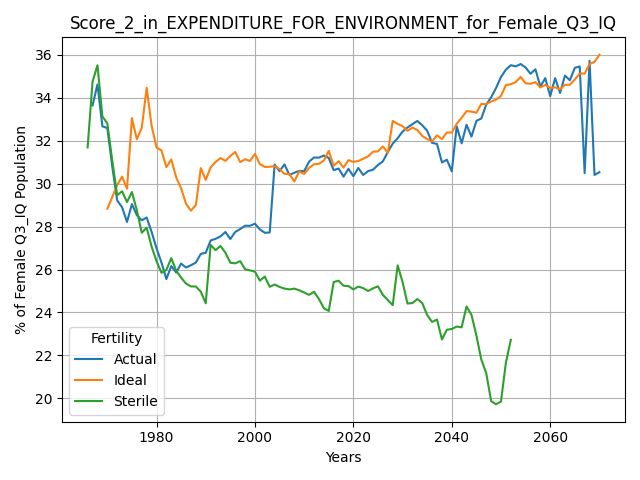 Score_2_in_EXPENDITURE_FOR_ENVIRONMENT_for_Female_Q3_IQ
% of Female Q3_IQ Population
36
34
32
30
28
26
24
22
20
Fertility
Actual
Ideal
Sterile
1980
2000
2020
2040
2060
Years